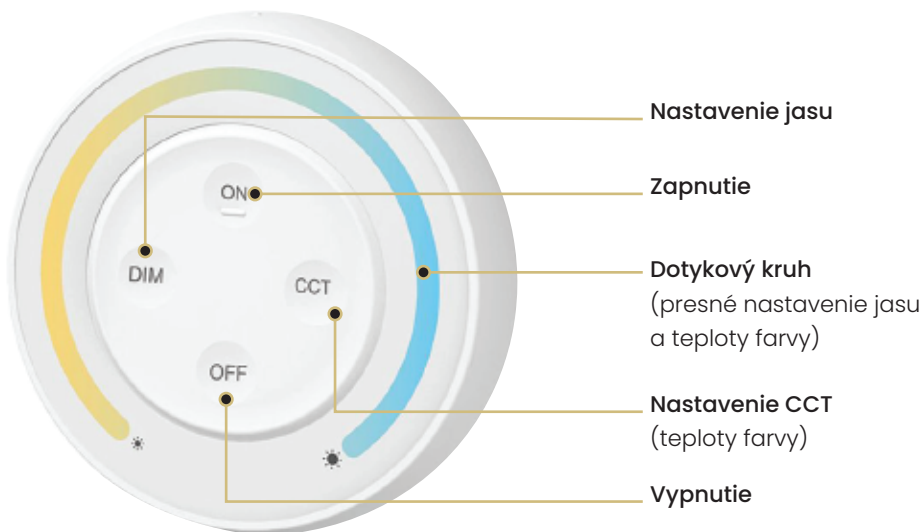 Nastavenie jasu
ON
Zapnutie
DIM
CCT
Dotykový kruh
(presné nastavenie jasu
a teploty farvy)
OFF
Nastavenie CCT
(teploty farvy)
Vypnutie